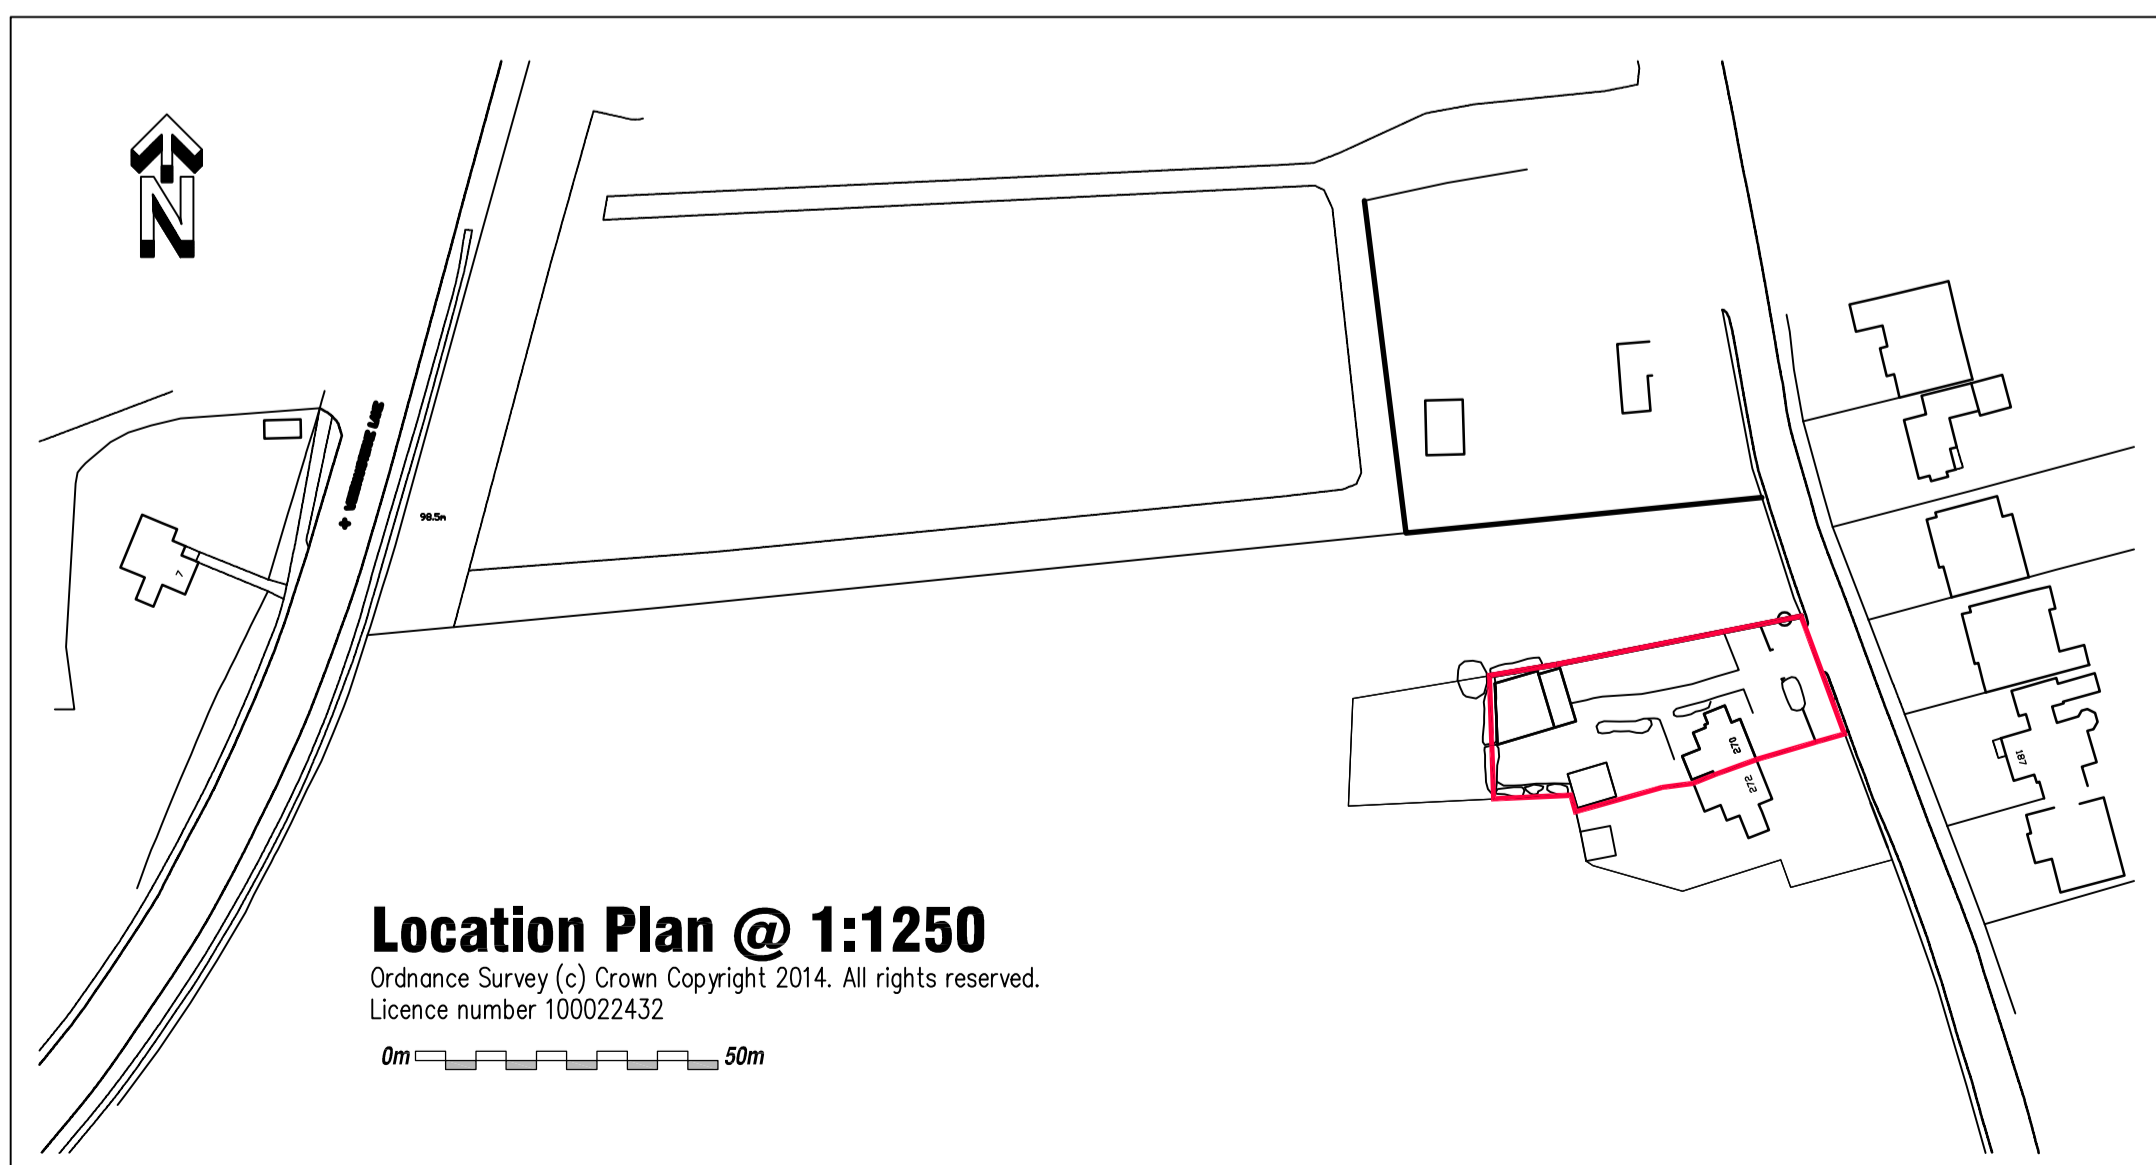 N
98.5m
7
270
272
187
Location Plan @ 1:1250
Ordnance Survey (c) Crown Copyright 2014. All rights reserved.
Licence number 100022432
0m 50m